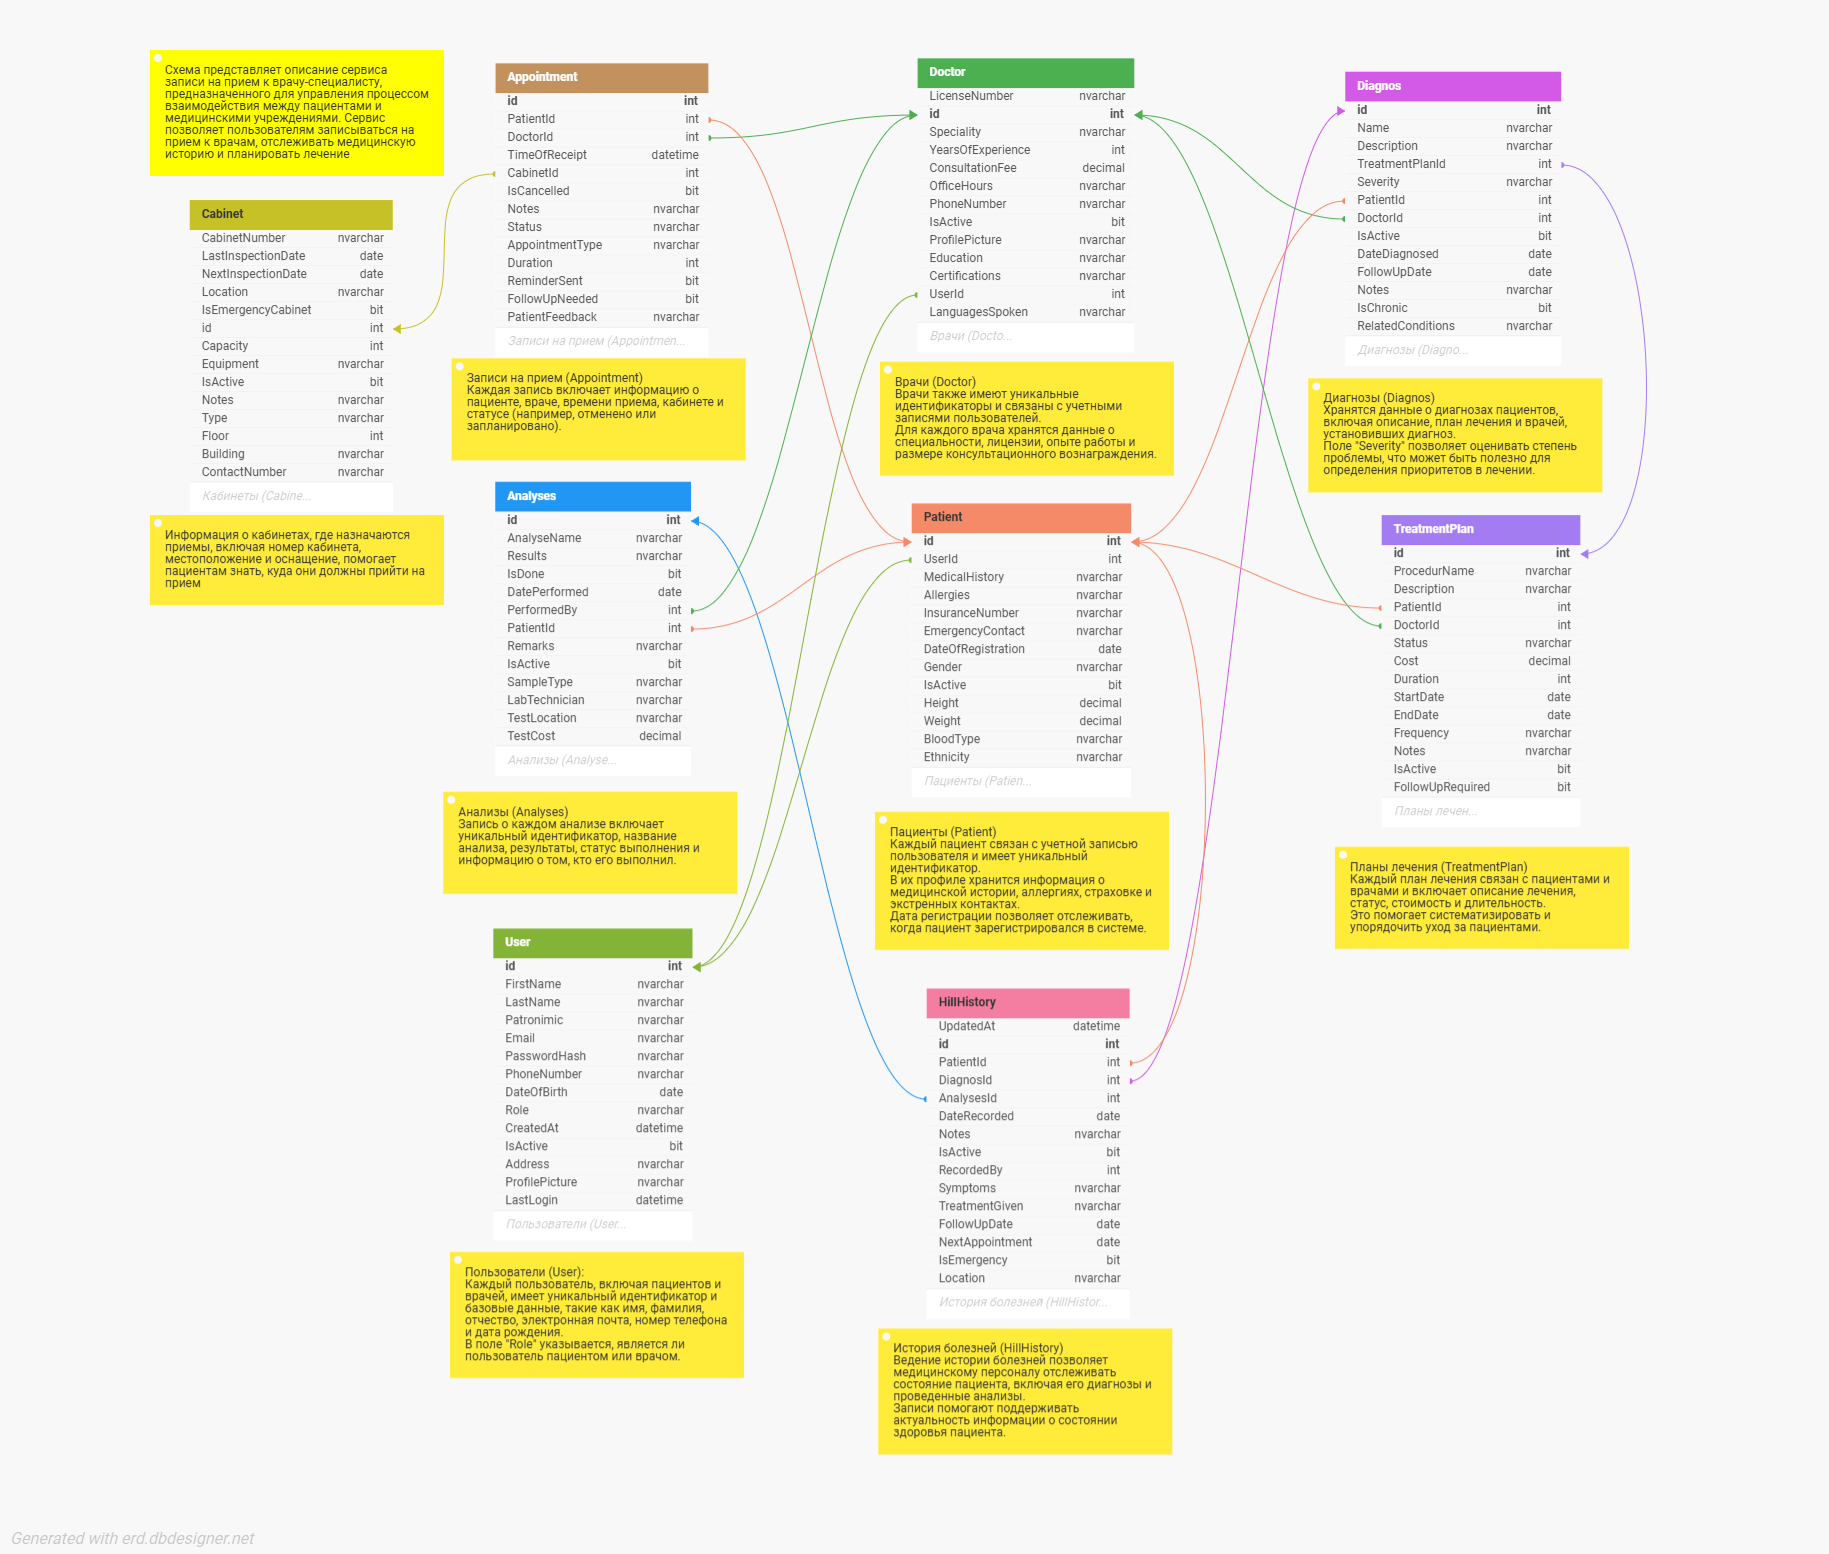 Схема представляет описание сервиса
записи на прием к врачу-специалисту,
предназначенного для управления процессом
взаимодействия между пациентами и
медицинскими учреждениями. Сервис
позволяет пользователям записываться на
прием к врачам, отслеживать медицинскую
историю и планировать лечение
Cabinet
CabinetNumber nvarchar
LastInspectionDate date
NextInspectionDate date
Location nvarchar
IsEmergencyCabinet bit
id int
Capacity int
Equipment nvarchar
IsActive bit
Notes nvarchar
Type nvarchar
Floor int
Building nvarchar
ContactNumber nvarchar
Кабинеты (Cabine...
Информация о кабинетах, где назначаются
приемы, включая номер кабинета,
местоположение и оснащение, помогает
пациентам знать, куда они должны прийти на
прием
Appointment
id int
PatientId int
DoctorId int
TimeOfReceipt datetime
CabinetId int
IsCancelled bit
Notes nvarchar
Status nvarchar
AppointmentType nvarchar
Duration int
ReminderSent bit
FollowUpNeeded bit
PatientFeedback nvarchar
Записи на прием (Appointmen...
Записи на прием (Appointment)
Каждая запись включает информацию о
пациенте, враче, времени приема, кабинете и
статусе (например, отменено или
запланировано).
Analyses
id int
AnalyseName nvarchar
Results nvarchar
IsDone bit
DatePerformed date
PerformedBy int
PatientId int
Remarks nvarchar
IsActive bit
SampleType nvarchar
LabTechnician nvarchar
TestLocation nvarchar
TestCost decimal
Анализы (Analyse...
Анализы (Analyses)
Запись о каждом анализе включает
уникальный идентификатор, название
анализа, результаты, статус выполнения и
информацию о том, кто его выполнил.
User
id int
FirstName nvarchar
LastName nvarchar
Patronimic nvarchar
Email nvarchar
PasswordHash nvarchar
PhoneNumber nvarchar
DateOfBirth date
Role nvarchar
CreatedAt datetime
IsActive bit
Address nvarchar
ProfilePicture nvarchar
LastLogin datetime
Пользователи (User...
Пользователи (User):
Каждый пользователь, включая пациентов и
врачей, имеет уникальный идентификатор и
базовые данные, такие как имя, фамилия,
отчество, электронная почта, номер телефона
и дата рождения.
В поле "Role" указывается, является ли
пользователь пациентом или врачом.
Doctor
LicenseNumber nvarchar
id int
Speciality nvarchar
YearsOfExperience int
ConsultationFee decimal
OfficeHours nvarchar
PhoneNumber nvarchar
IsActive bit
ProfilePicture nvarchar
Education nvarchar
Certifications nvarchar
UserId int
LanguagesSpoken nvarchar
Врачи (Docto...
Врачи (Doctor)
Врачи также имеют уникальные
идентификаторы и связаны с учетными
записями пользователей.
Для каждого врача хранятся данные о
специальности, лицензии, опыте работы и
размере консультационного вознаграждения.
Patient
id int
UserId int
MedicalHistory nvarchar
Allergies nvarchar
InsuranceNumber nvarchar
EmergencyContact nvarchar
DateOfRegistration date
Gender nvarchar
IsActive bit
Height decimal
Weight decimal
BloodType nvarchar
Ethnicity nvarchar
Пациенты (Patien...
Пациенты (Patient)
Каждый пациент связан с учетной записью
пользователя и имеет уникальный
идентификатор.
В их профиле хранится информация о
медицинской истории, аллергиях, страховке и
экстренных контактах.
Дата регистрации позволяет отслеживать,
когда пациент зарегистрировался в системе.
HillHistory
UpdatedAt datetime
id int
PatientId int
DiagnosId int
AnalysesId int
DateRecorded date
Notes nvarchar
IsActive bit
RecordedBy int
Symptoms nvarchar
TreatmentGiven nvarchar
FollowUpDate date
NextAppointment date
IsEmergency bit
Location nvarchar
История болезней (HillHistor...
История болезней (HillHistory)
Ведение истории болезней позволяет
медицинскому персоналу отслеживать
состояние пациента, включая его диагнозы и
проведенные анализы.
Записи помогают поддерживать
актуальность информации о состоянии
здоровья пациента.
Diagnos
id int
Name nvarchar
Description nvarchar
TreatmentPlanId int
Severity nvarchar
PatientId int
DoctorId int
IsActive bit
DateDiagnosed date
FollowUpDate date
Notes nvarchar
IsChronic bit
RelatedConditions nvarchar
Диагнозы (Diagno...
Диагнозы (Diagnos)
Хранятся данные о диагнозах пациентов,
включая описание, план лечения и врачей,
установивших диагноз.
Поле "Severity" позволяет оценивать степень
проблемы, что может быть полезно для
определения приоритетов в лечении.
TreatmentPlan
id int
ProcedurName nvarchar
Description nvarchar
PatientId int
DoctorId int
Status nvarchar
Cost decimal
Duration int
StartDate date
EndDate date
Frequency nvarchar
Notes nvarchar
IsActive bit
FollowUpRequired bit
Планы лечен...
Планы лечения (TreatmentPlan)
Каждый план лечения связан с пациентами и
врачами и включает описание лечения,
статус, стоимость и длительность.
Это помогает систематизировать и
упорядочить уход за пациентами.
Generated with erd.dbdesigner.net